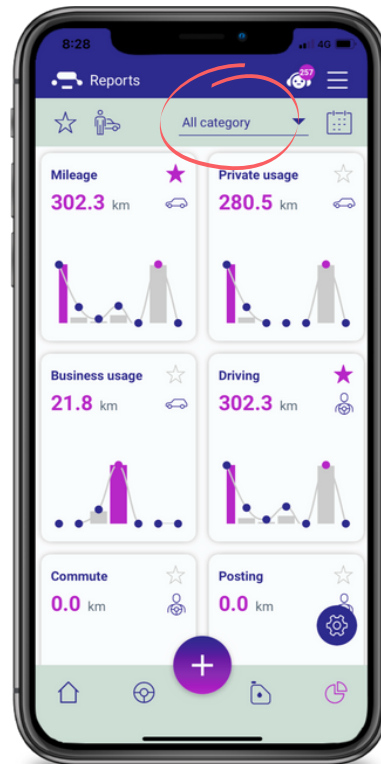 8:28
4G
Reports
257
All category
Mileage
302.3 km
Private usage
280.5 km
Business usage
21.8 km
Driving
302.3 km
Commute
0.0 km
Posting
0.0 km
+